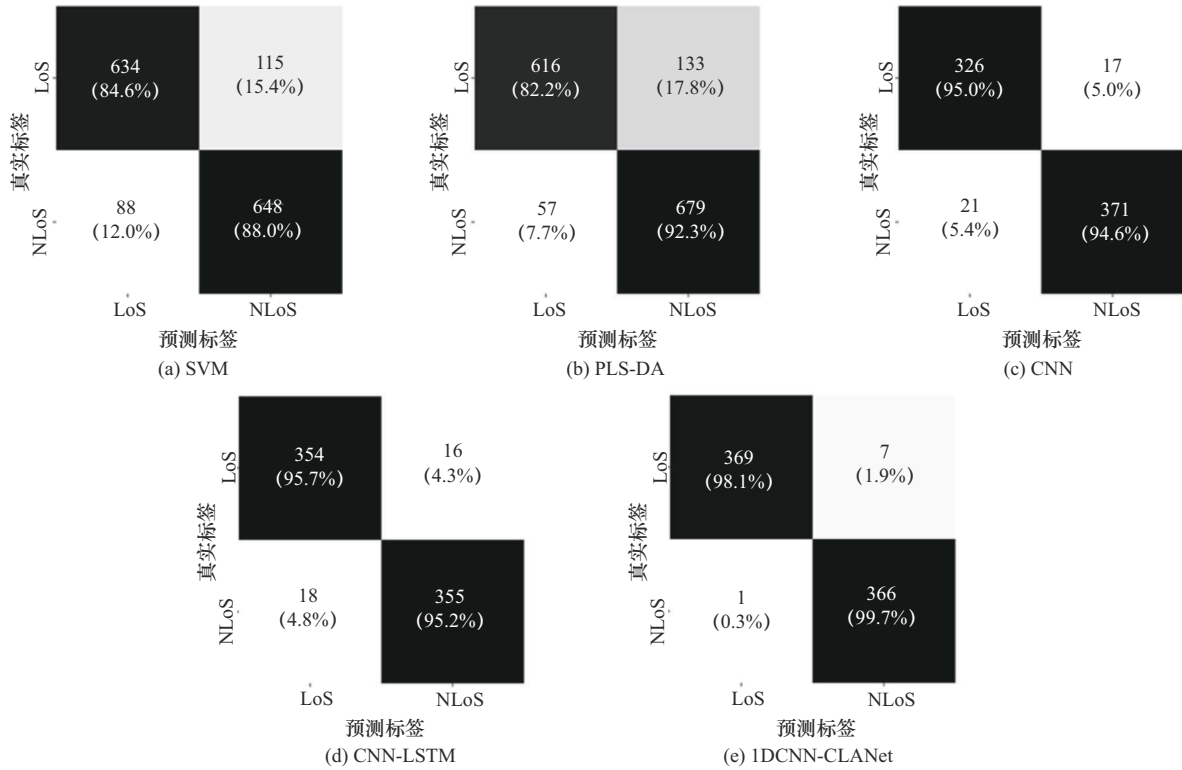 LoS
634
(84.6%)
115
(15.4%)
真实标签
NLoS
88
(12.0%)
648
(88.0%)
LoS
NLoS
预测标签
(a) SVM
LoS
616
(82.2%)
133
(17.8%)
真实标签
NLoS
57
(7.7%)
679
(92.3%)
LoS
NLoS
预测标签
(b) PLS-DA
LoS
326
(95.0%)
17
(5.0%)
真实标签
NLoS
21
(5.4%)
371
(94.6%)
LoS
NLoS
预测标签
(c) CNN
LoS
354
(95.7%)
16
(4.3%)
真实标签
NLoS
18
(4.8%)
355
(95.2%)
LoS
NLoS
预测标签
(d) CNN-LSTM
LoS
369
(98.1%)
7
(1.9%)
真实标签
NLoS
1
(0.3%)
366
(99.7%)
LoS
NLoS
预测标签
(e) 1DCNN-CLANet